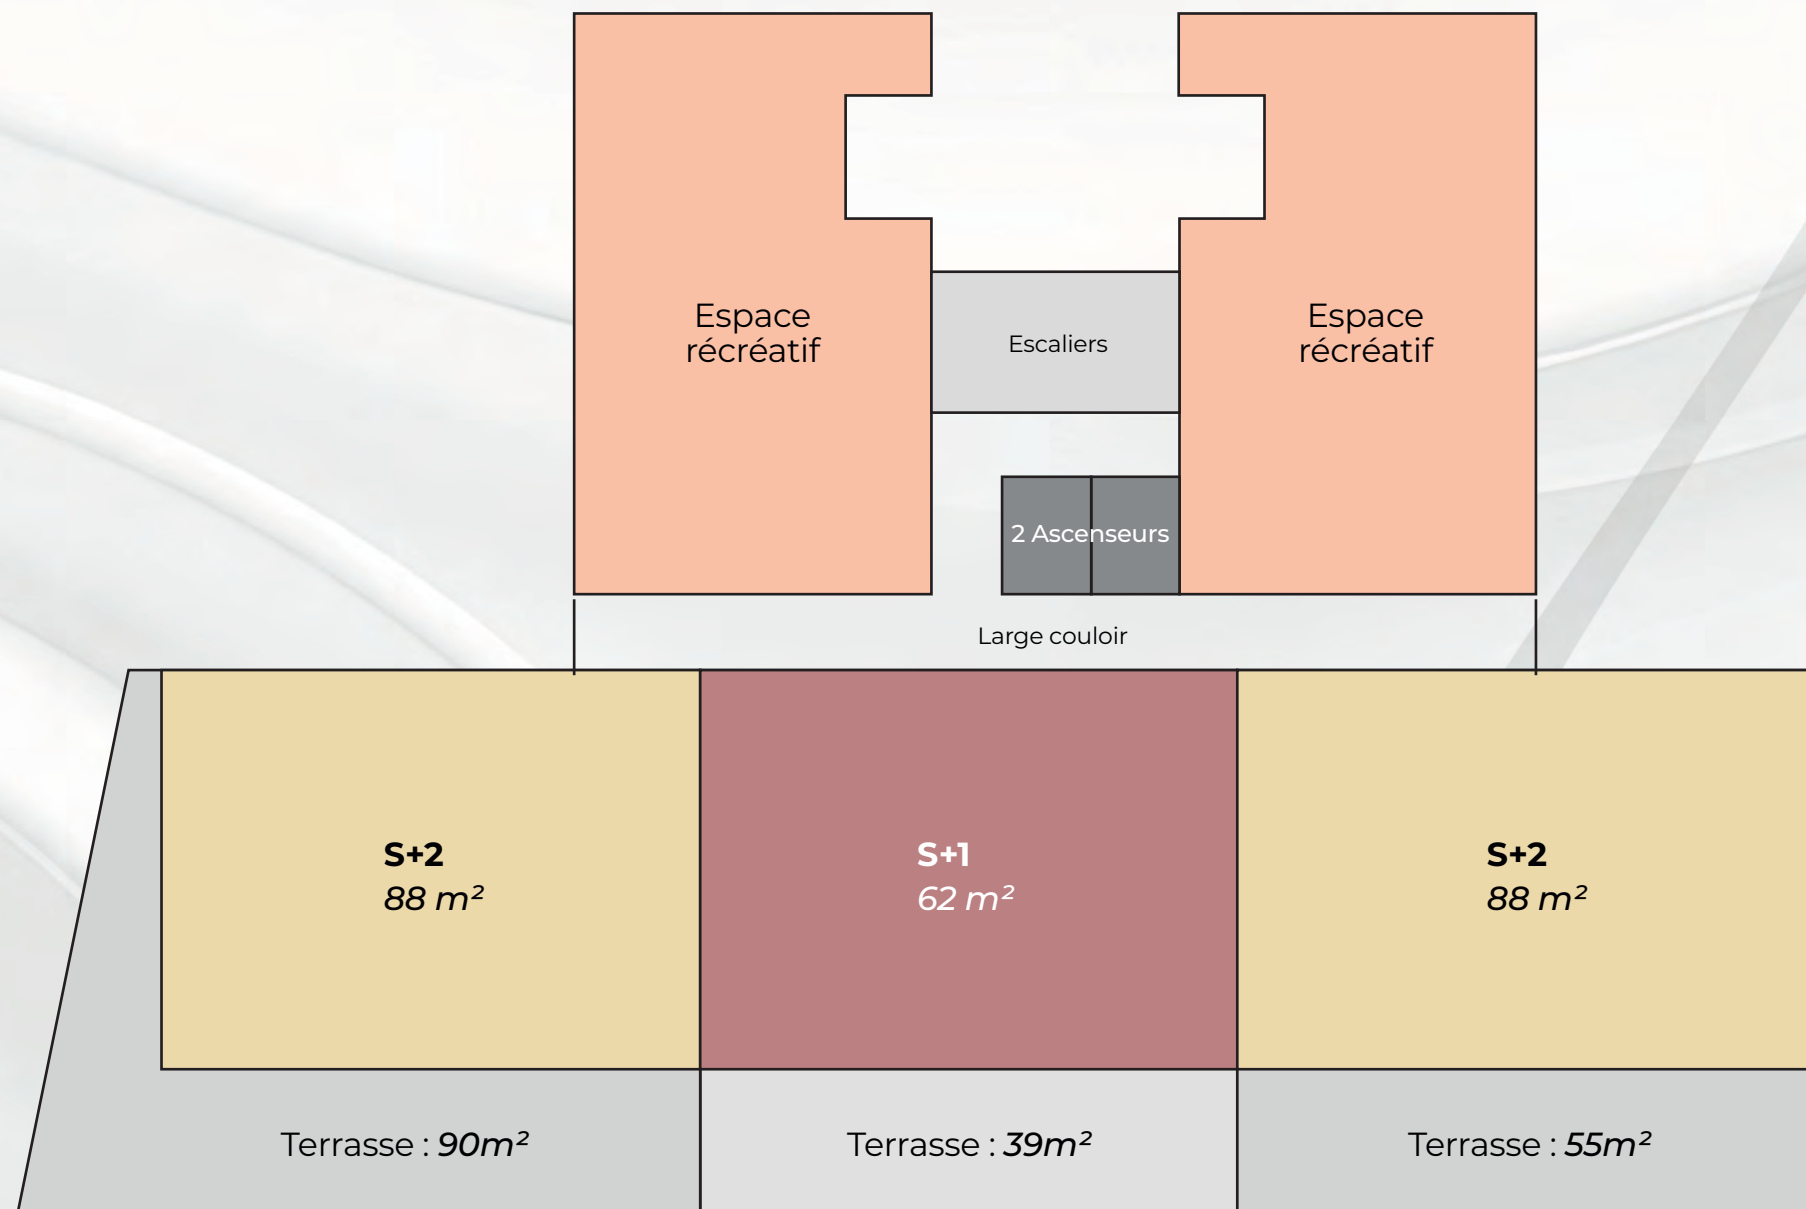 Espace
récréatif
Escaliers
Espace
récréatif
2 Ascenseurs
Large couloir
S+2
88 m²
S+1
62 m²
S+2
88 m²
Terrasse : 90m²
Terrasse : 39m²
Terrasse : 55m²